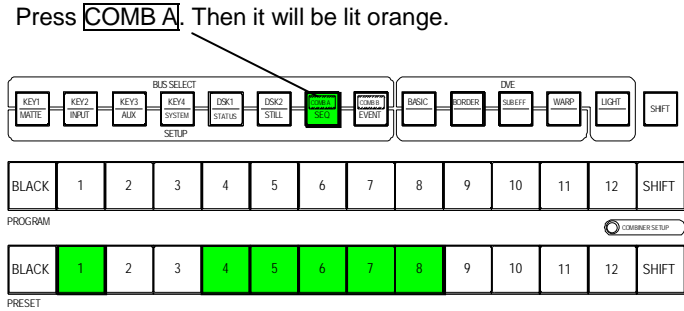 Press COMB A. Then it will be lit orange.
BUS SELECT
DVE
KEY1 KEY2 KEY3 KEY4 DSK1 DSK2 COMB A COMB B BASIC BORDER SUB EFF WARP LIGHT SHIFT
MATTE INPUT AUX SYSTEM STATUS STILL SEQ EVENT
SETUP
BLACK 1 2 3 4 5 6 7 8 9 10 11 12 SHIFT
PROGRAM
COMBINER SETUP
BLACK 1 2 3 4 5 6 7 8 9 10 11 12 SHIFT
PRESET